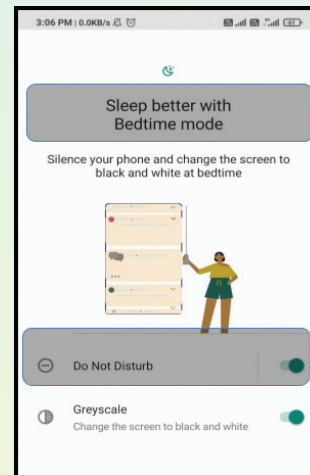 3:06 PM | 0.0KB/s
Sleep better with
Bedtime mode
Silence your phone and change the screen to
black and white at bedtime
Do Not Disturb
Greyscale
Change the screen to black and white